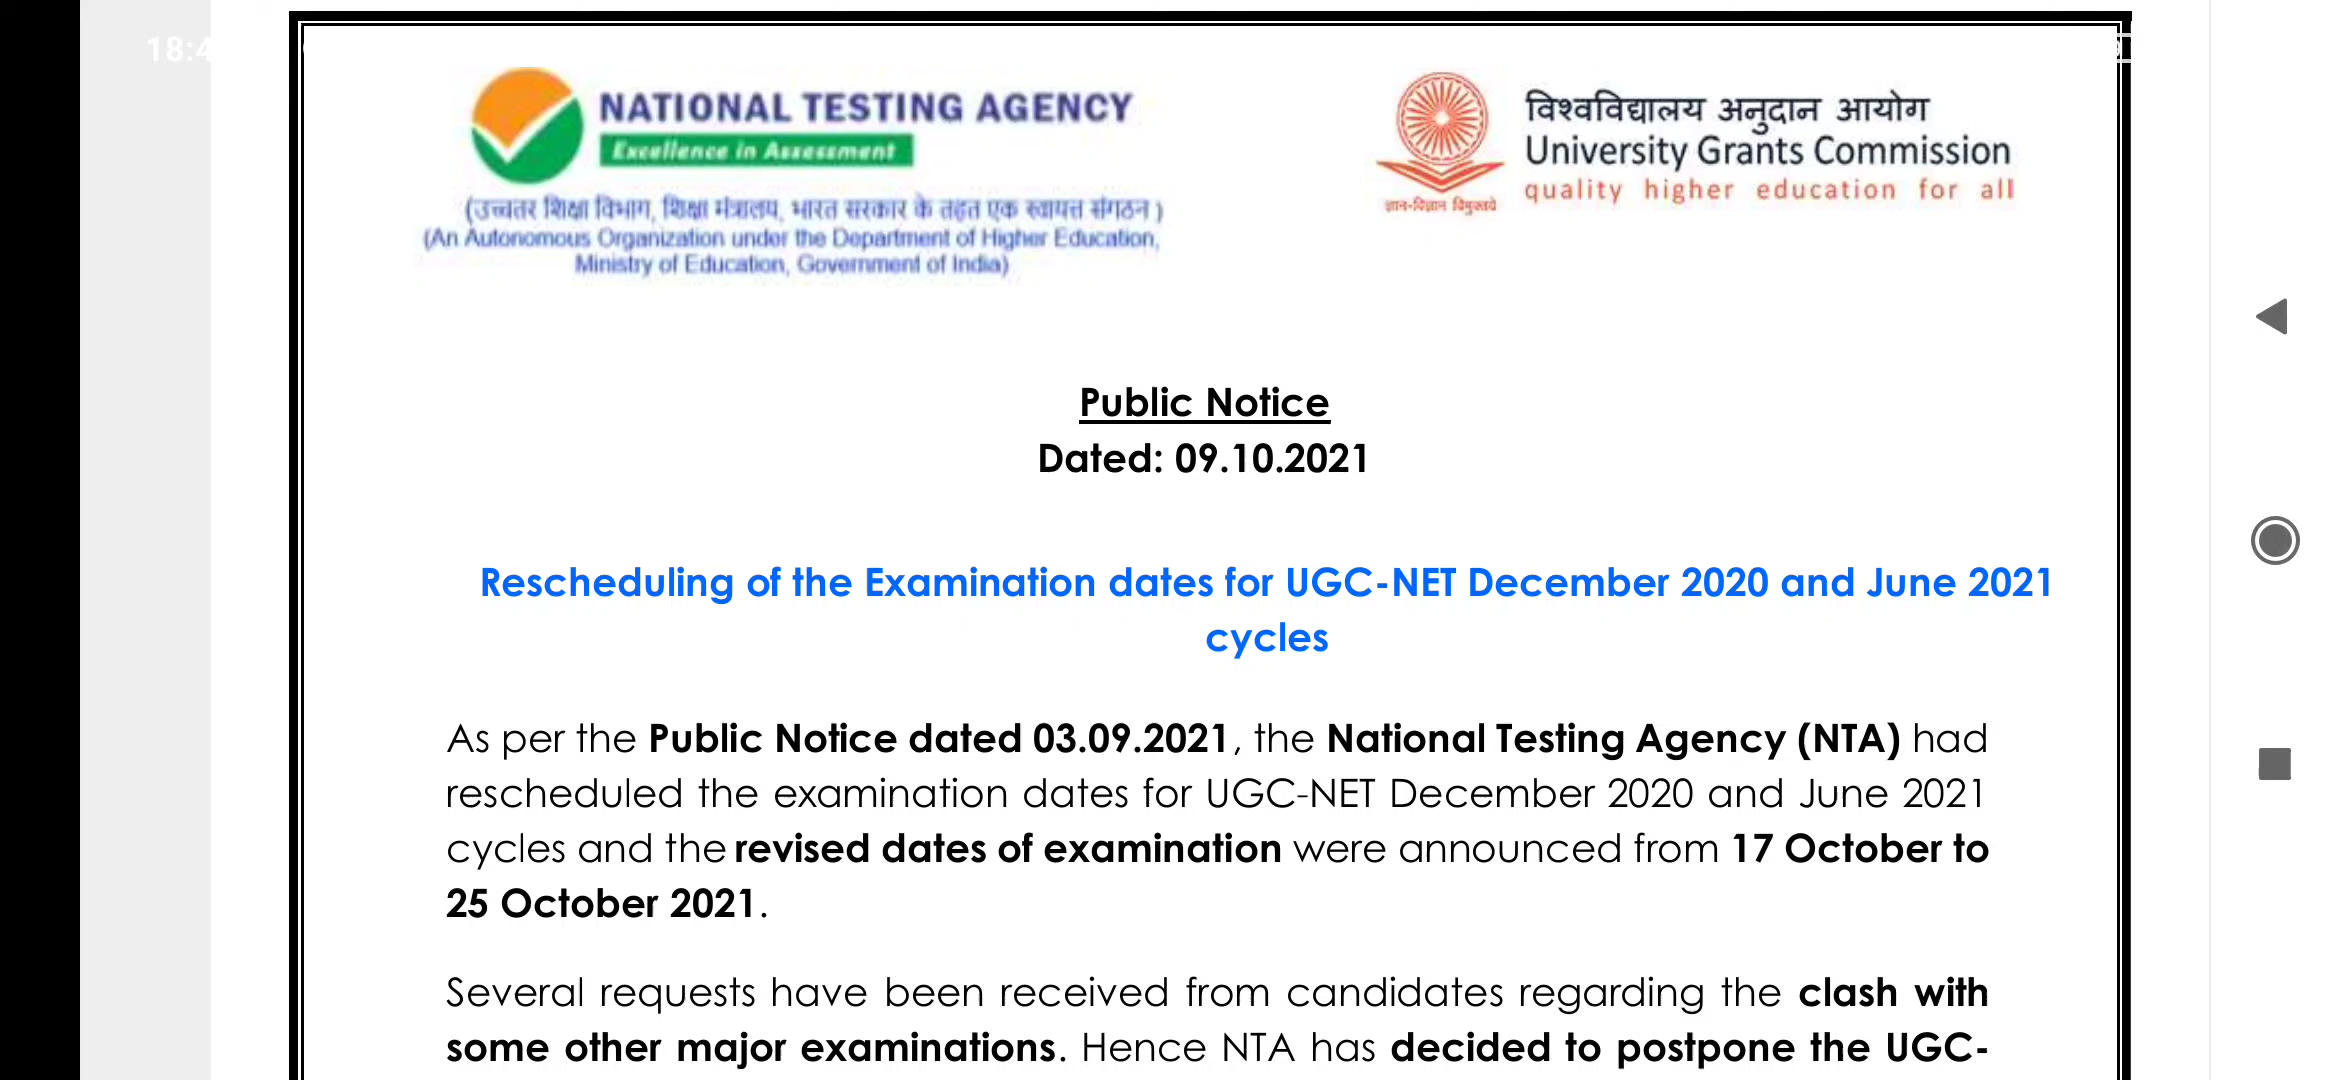 18:4
NATIONAL TESTING AGENCY
Excellence in Assessment
(उच्चतर शिक्षा विभाग, शिक्षा मंत्रालय, भारत सरकार के तहत एक स्वायत्त संगठन )
(An Autonomous Organization under the Department of Higher Education,
Ministry of Education, Government of India)
विश्वविद्यालय अनुदान आयोग
University Grants Commission
quality higher education for all
ज्ञान-विज्ञान विमुक्तये
Public Notice
Dated: 09.10.2021
Rescheduling of the Examination dates for UGC-NET December 2020 and June 2021
cycles
As per the Public Notice dated 03.09.2021, the National Testing Agency (NTA) had
rescheduled the examination dates for UGC-NET December 2020 and June 2021
cycles and the revised dates of examination were announced from 17 October to
25 October 2021.
Several requests have been received from candidates regarding the clash with
some other major examinations. Hence NTA has decided to postpone the UGC-